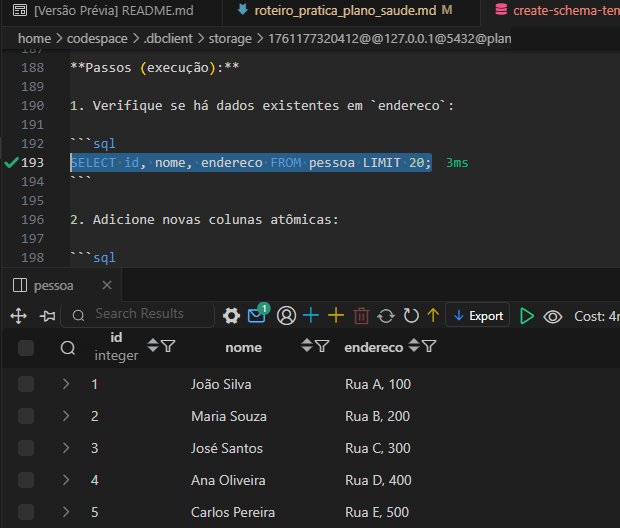 [Versão Prévia] README.md
roteiro_pratica_plano_saude.md M
create-schema-tem
home > codespace > .dbclient > storage > 1761177320412@@127.0.0.1@5432@plan
187
188 **Passos (execução):**
189
190 1. Verifique se há dados existentes em `endereco`:
191
192 ```sql
193 SELECT id, nome, endereco FROM pessoa LIMIT 20; 3ms
194 ```
195
196 2. Adicione novas colunas atômicas:
197
198 ```sql
pessoa
Search Results
1
Export
Cost: 4m
id
integer
nome
endereco
1 João Silva Rua A, 100
2 Maria Souza Rua B, 200
3 José Santos Rua C, 300
4 Ana Oliveira Rua D, 400
5 Carlos Pereira Rua E, 500